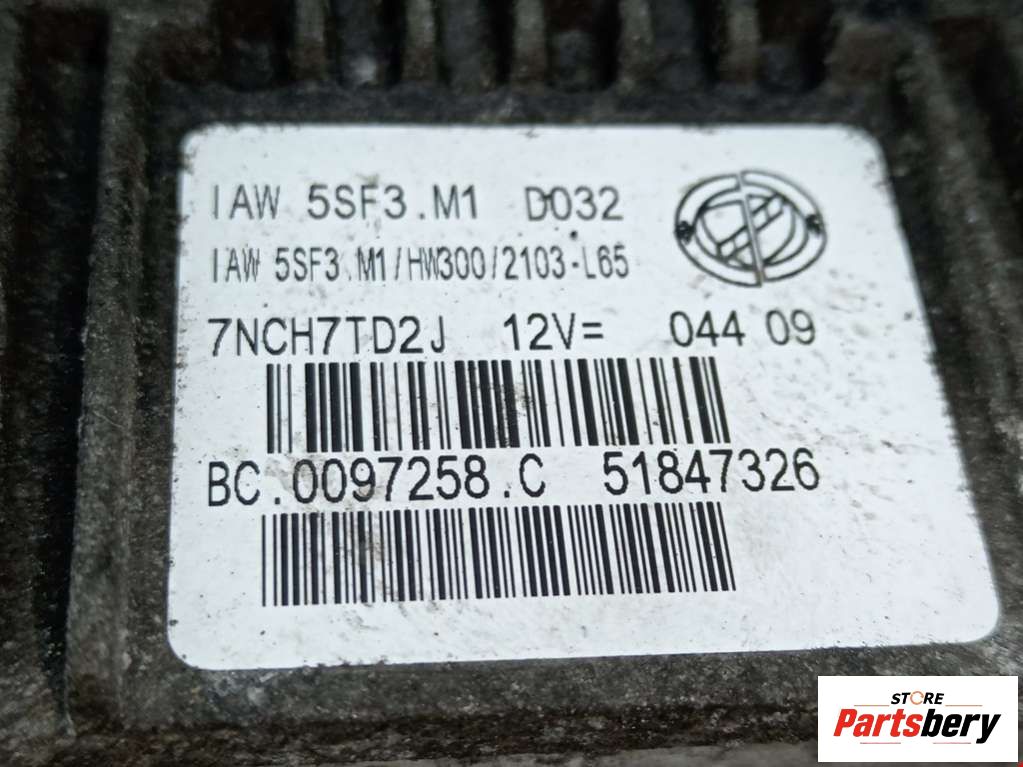 IAW 5SF3.M1 D032
IAW 5SF3.M1/HW300/2103-L65
7NCH7TD2J 12V= 044 09
BC.0097258.C 51847326
STORE
Partsbery